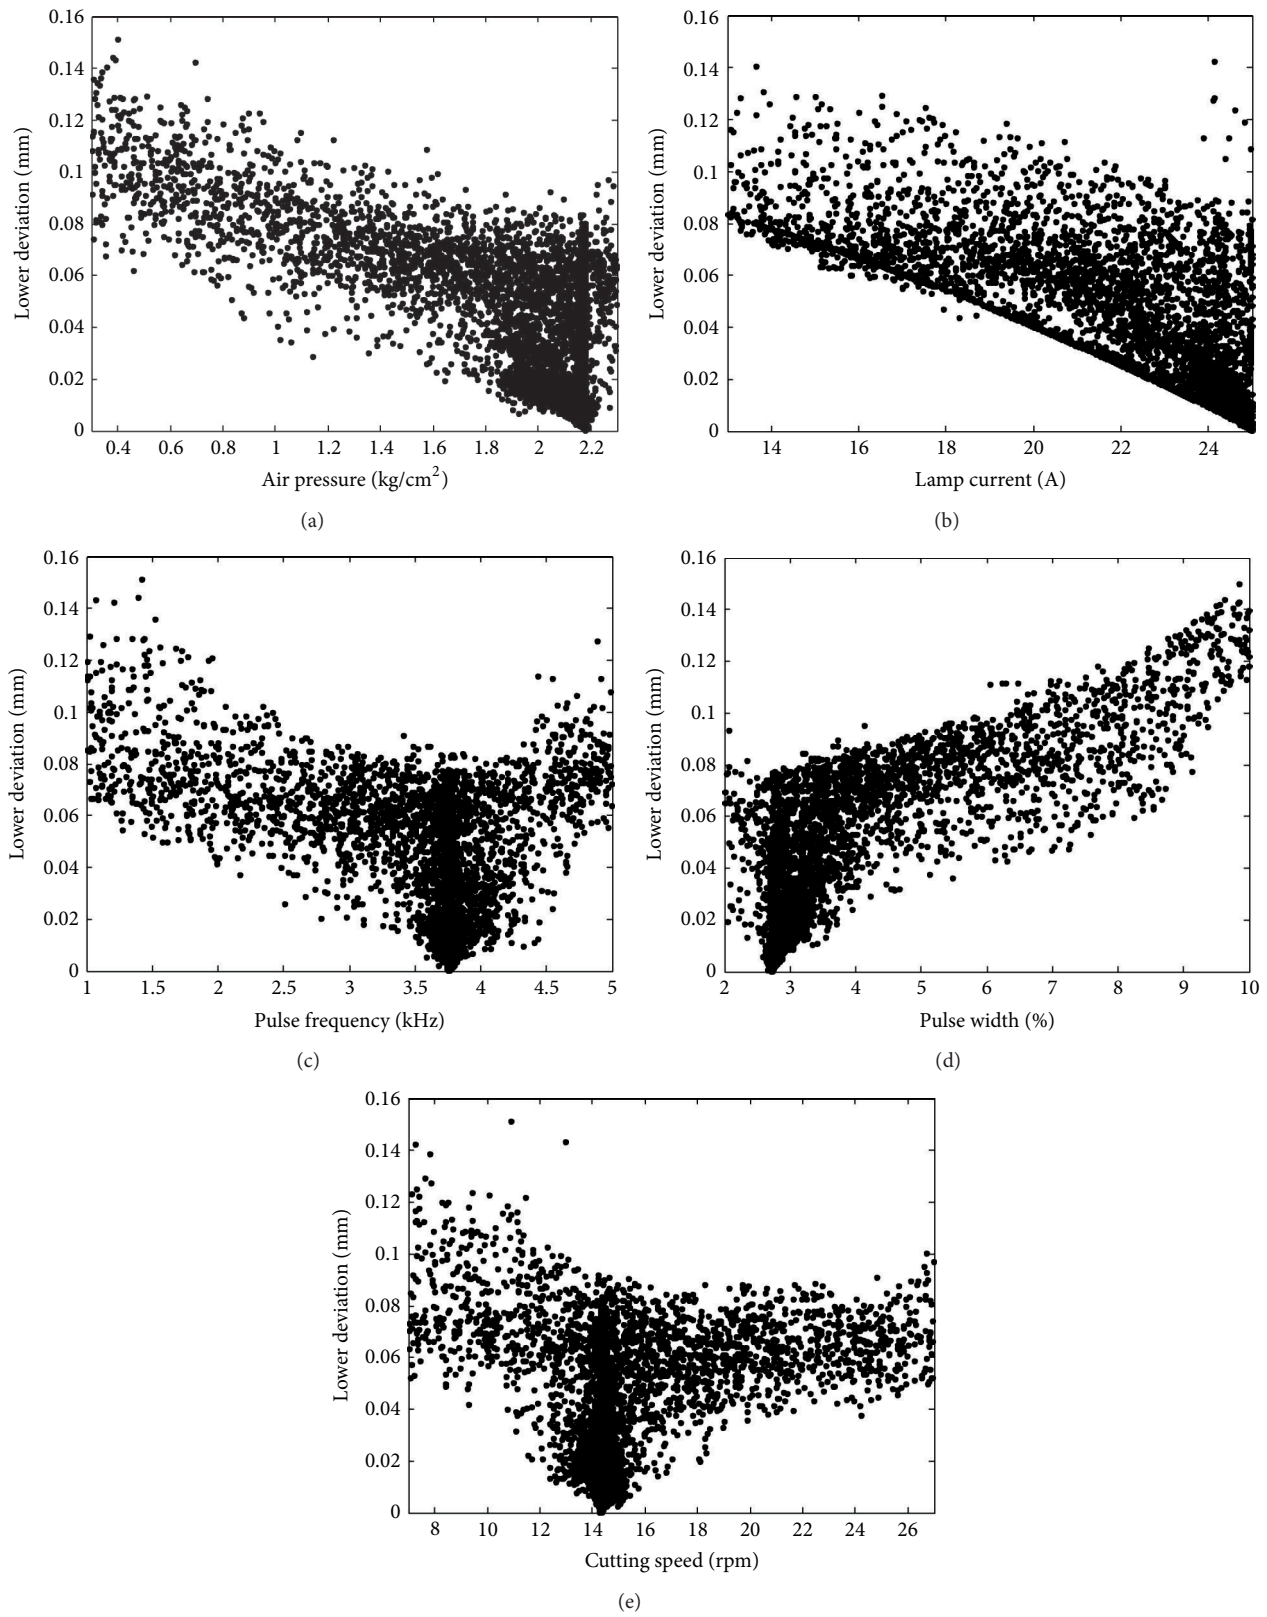 0.16
0.14
0.12
0.1
0.08
0.06
0.04
0.02
0
Lower deviation (mm)
0.4 0.6 0.8 1 1.2 1.4 1.6 1.8 2 2.2
Air pressure (kg/cm2)
(a)
0.16
0.14
0.12
0.1
0.08
0.06
0.04
0.02
0
Lower deviation (mm)
14 16 18 20 22 24
Lamp current (A)
(b)
0.16
0.14
0.12
0.1
0.08
0.06
0.04
0.02
0
Lower deviation (mm)
1 1.5 2 2.5 3 3.5 4 4.5 5
Pulse frequency (kHz)
(c)
0.16
0.14
0.12
0.1
0.08
0.06
0.04
0.02
0
Lower deviation (mm)
2 3 4 5 6 7 8 9 10
Pulse width (%)
(d)
0.16
0.14
0.12
0.1
0.08
0.06
0.04
0.02
0
Lower deviation (mm)
8 10 12 14 16 18 20 22 24 26
Cutting speed (rpm)
(e)